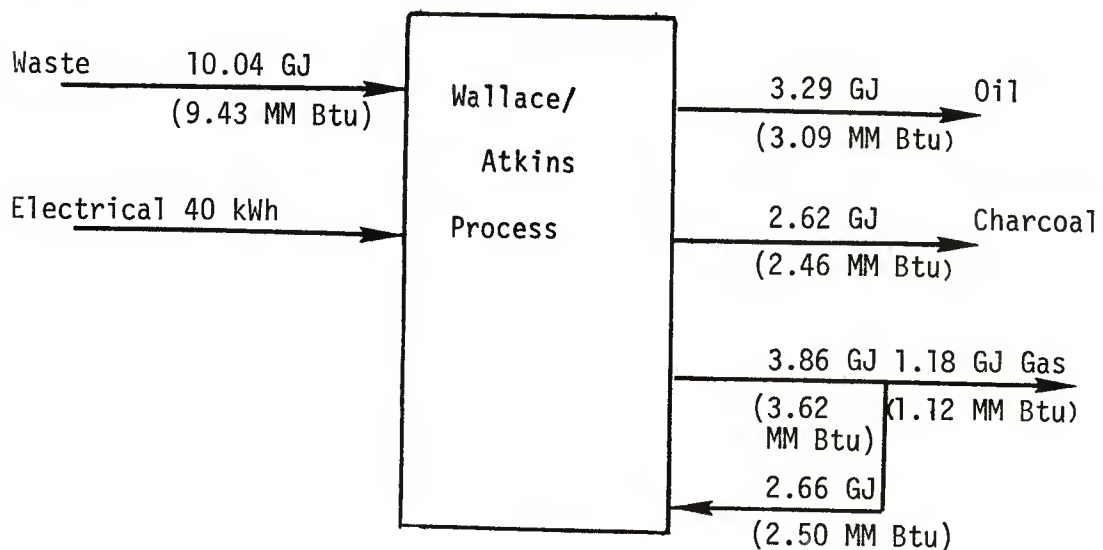 Waste 10.04 GJ
(9.43 MM Btu)
Electrical 40 kWh
Wallace/
Atkins
Process
3.29 GJ Oil
(3.09 MM Btu)
2.62 GJ Charcoal
(2.46 MM Btu)
3.86 GJ 1.18 GJ Gas
(3.62 (1.12 MM Btu)
MM Btu)
2.66 GJ
(2.50 MM Btu)